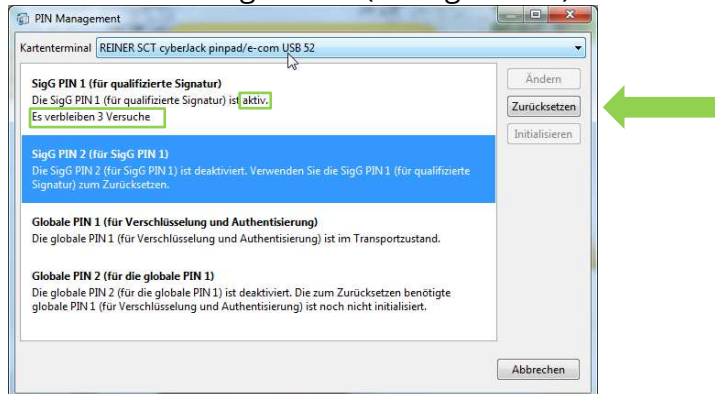 PIN Management
Kartenterminal REINER SCT cyberJack pinpad/e-com USB 52
SigG PIN 1 (für qualifizierte Signatur)
Die SigG PIN 1 (für qualifizierte Signatur) ist aktiv.
Es verbleiben 3 Versuche
SigG PIN 2 (für SigG PIN 1)
Die SigG PIN 2 (für SigG PIN 1) ist deaktiviert. Verwenden Sie die SigG PIN 1 (für qualifizierte
Signatur) zum Zurücksetzen.
Globale PIN 1 (für Verschlüsselung und Authentisierung)
Die globale PIN 1 (für Verschlüsselung und Authentisierung) ist im Transportzustand.
Globale PIN 2 (für die globale PIN 1)
Die globale PIN 2 (für die globale PIN 1) ist deaktiviert. Die zum Zurücksetzen benötigte
globale PIN 1 (für Verschlüsselung und Authentisierung) ist noch nicht initialisiert.
Ändern
Zurücksetzen
Initialisieren
Abbrechen